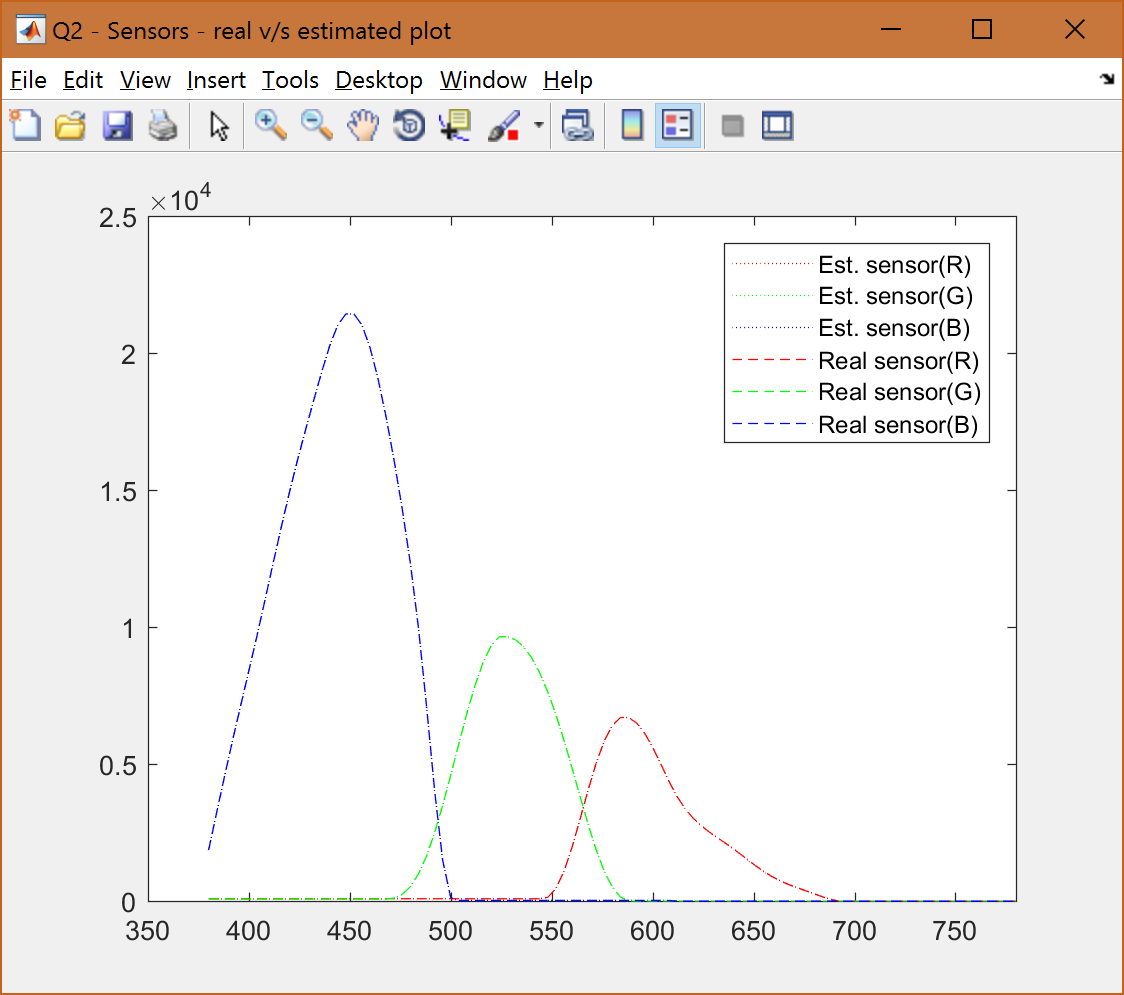 Q2 - Sensors - real v/s estimated plot
File Edit View Insert Tools Desktop Window Help
×10⁴
2.5
2
1.5
1
0.5
0
350 400 450 500 550 600 650 700 750
Est. sensor(R)
Est. sensor(G)
Est. sensor(B)
Real sensor(R)
Real sensor(G)
Real sensor(B)